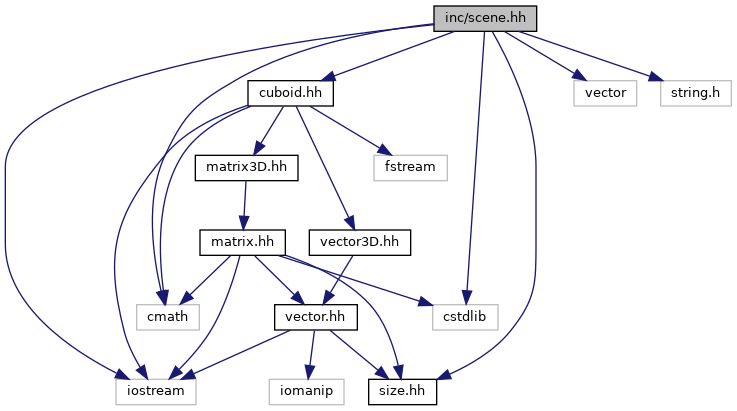 inc/scene.hh
cuboid.hh
vector
string.h
matrix3D.hh
fstream
matrix.hh
vector3D.hh
cmath
vector.hh
cstdlib
iostream
iomanip
size.hh